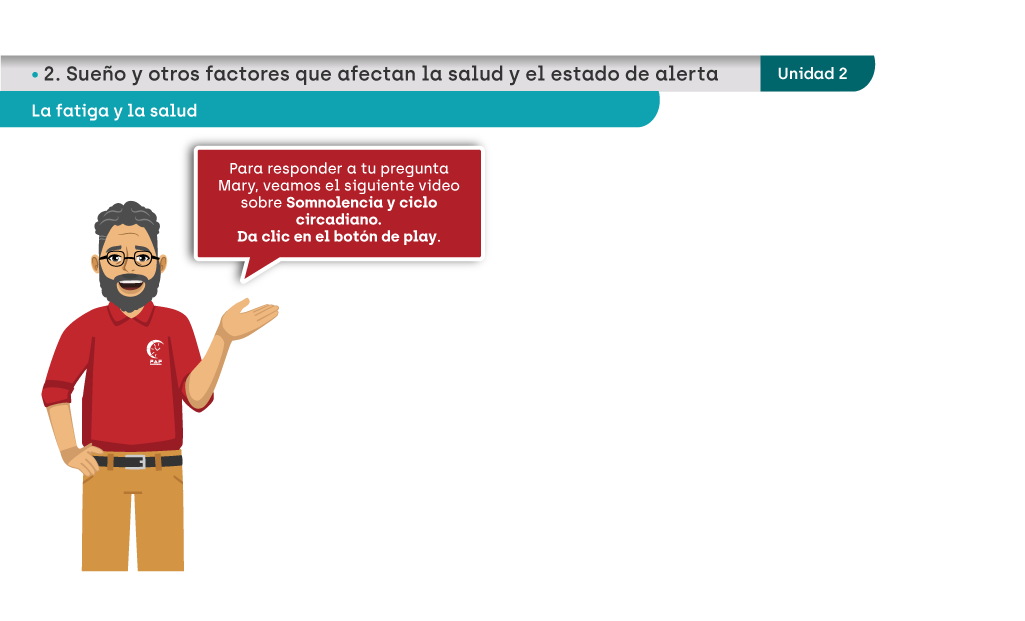 • 2. Sueño y otros factores que afectan la salud y el estado de alerta
Unidad 2
La fatiga y la salud
Para responder a tu pregunta
Mary, veamos el siguiente video
sobre Somnolencia y ciclo
circadiano.
Da clic en el botón de play.